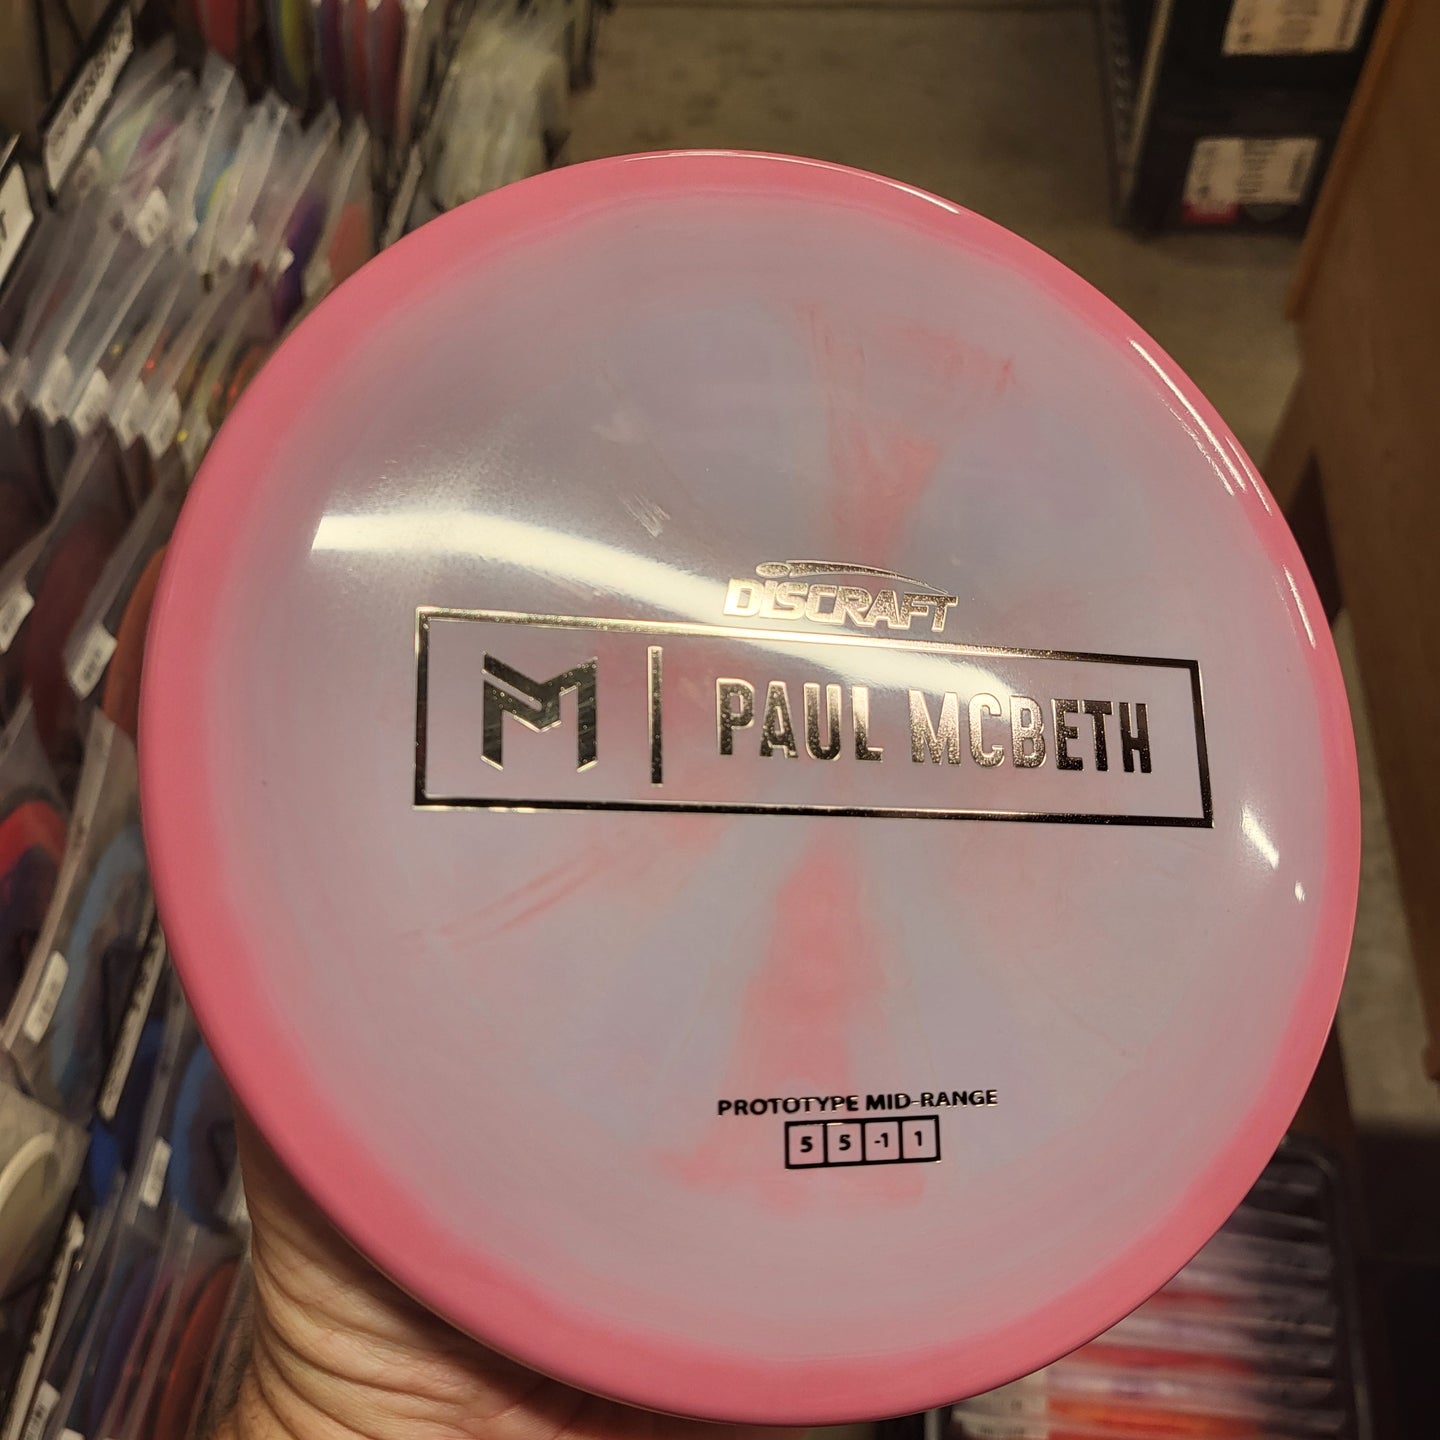 DISCRAFT
M | PAUL MCBETH
PROTOTYPE MID-RANGE
5 5 -1 1